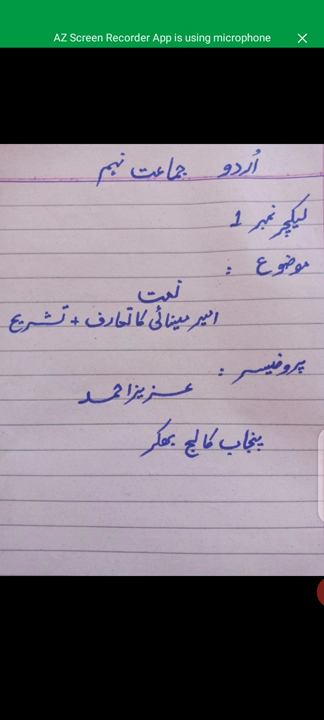 AZ Screen Recorder App is using microphone
اُردو جماعت نہم
لیکچر نمبر 1
موضوع :
نعت
امیر مینائی کا تعارف + تشریح
پروفیسر :
عزیز احمد
پنجاب کالج بھکر